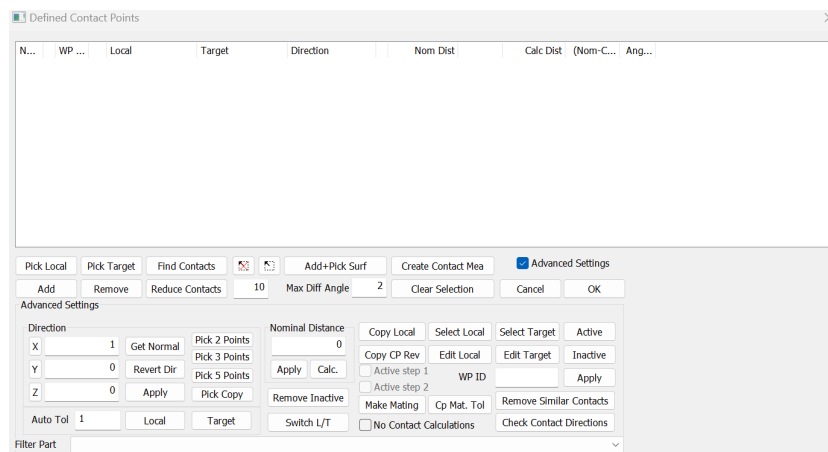 Defined Contact Points
N... WP ... Local Target Direction Nom Dist Calc Dist (Nom-C... Ang...
Pick Local Pick Target Find Contacts Add+Pick Surf Create Contact Mea Advanced Settings
Add Remove Reduce Contacts 10 Max Diff Angle 2 Clear Selection Cancel OK
Advanced Settings
Direction
X 1 Get Normal Pick 2 Points
Pick 3 Points
Y 0 Revert Dir Pick 5 Points
Z 0 Apply Pick Copy
Auto Tol 1 Local Target
Nominal Distance
0
Apply Calc.
Remove Inactive
Switch L/T
Copy Local Select Local Select Target Active
Copy CP Rev Edit Local Edit Target Inactive
Active step 1
Active step 2
WP ID Apply
Make Mating Cp Mat. Tol Remove Similar Contacts
No Contact Calculations Check Contact Directions
Filter Part